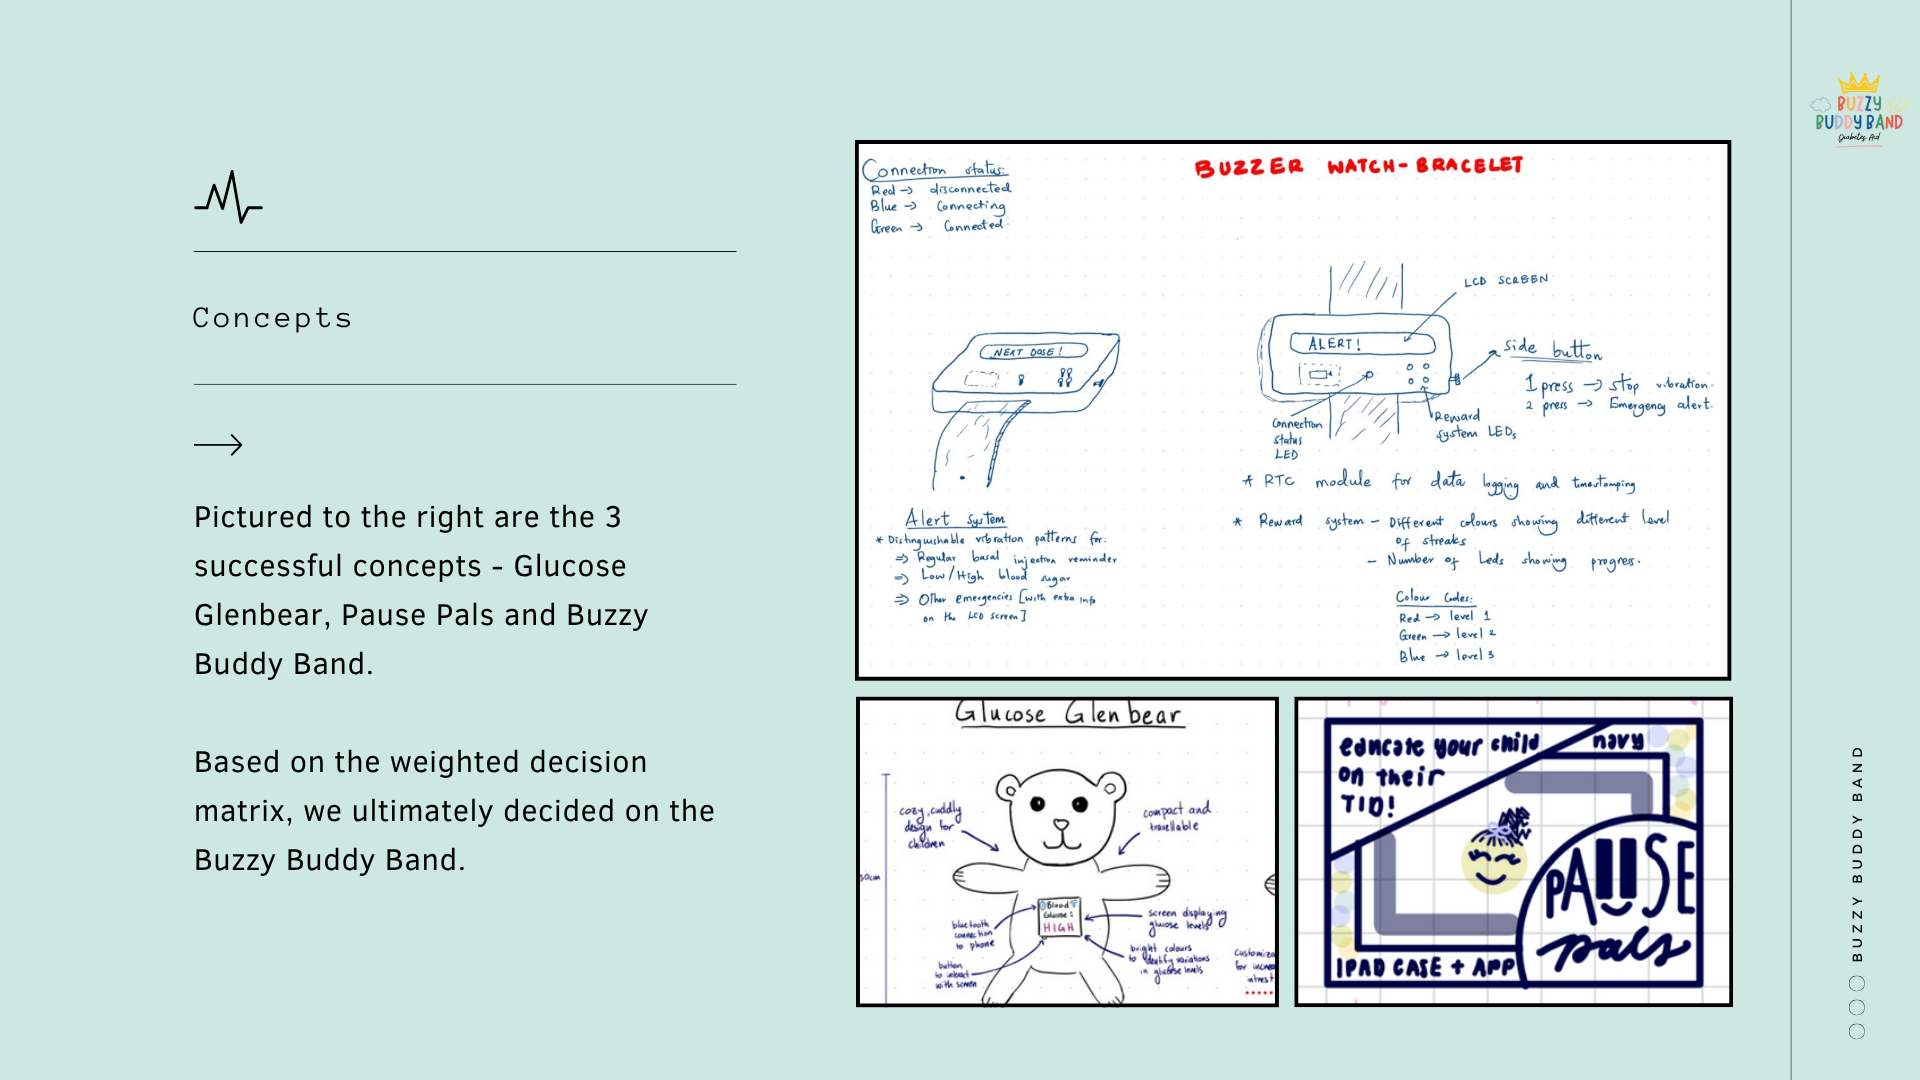 Concepts
Pictured to the right are the 3
successful concepts - Glucose
Glenbear, Pause Pals and Buzzy
Buddy Band.
Based on the weighted decision
matrix, we ultimately decided on the
Buzzy Buddy Band.
BUZZER WATCH-BRACELET
Connection status:
Red → disconnected
Blue → Connecting
Green → Connected
NEXT DOSE!
LCD SCREEN
ALERT!
Side button
1 press → stop vibration.
2 press → Emergency alert.
Connection
status
LED
Reward
system LEDs
* RTC module for data logging and timestamping
* Reward system – Different colours showing different level
of streaks
– Number of Leds showing progress.
Colour Codes:
Red → level 1
Green → level 2
Blue → level 3
Alert system
* Distinguishable vibration patterns for:
⇒ Regular basal injection reminder
⇒ Low/High blood sugar
⇒ Other emergencies [with extra info
on the LCD screen]
Glucose Glenbear
cozy, cuddly
design for
children
compact and
travellable
30cm
Blood
Glucose:
HIGH
bluetooth
connection
to phone
button
to interact
with screen
screen displaying
glucose levels
bright colours
to identify variations
in glucose levels
for
educate your child
on their
TID!
navy
PAUSE
pals
IPAD CASE + APP
BUZZY
BUDDY BAND
Diabetes Aid
BUZZY BUDDY BAND